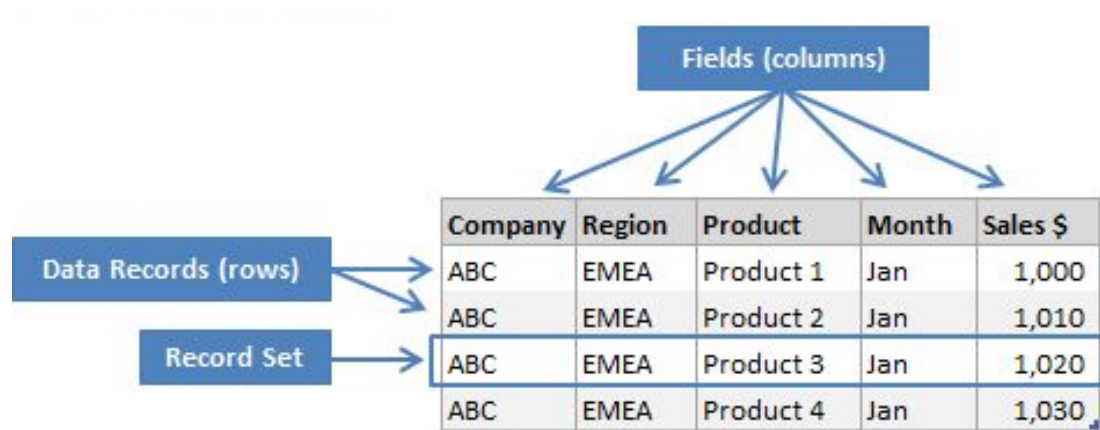 Fields (columns)
Company Region Product Month Sales $
Data Records (rows)
ABC EMEA Product 1 Jan 1,000
ABC EMEA Product 2 Jan 1,010
Record Set
ABC EMEA Product 3 Jan 1,020
ABC EMEA Product 4 Jan 1,030